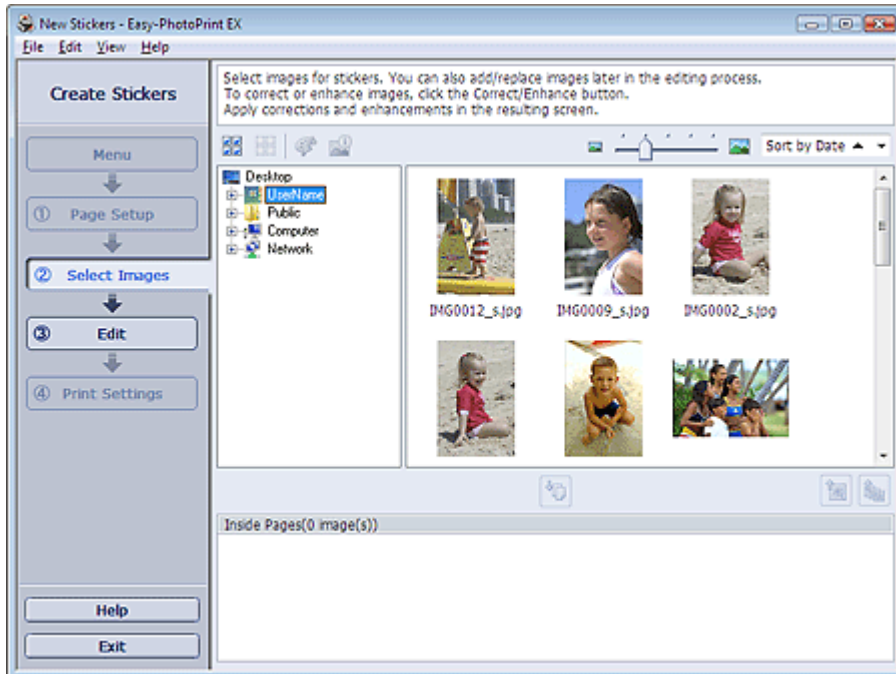 New Stickers - Easy-PhotoPrint EX
File Edit View Help
Create Stickers
Select images for stickers. You can also add/replace images later in the editing process.
To correct or enhance images, click the Correct/Enhance button.
Apply corrections and enhancements in the resulting screen.
Menu
Sort by Date
1 Page Setup
2 Select Images
3 Edit
4 Print Settings
Desktop
UserName
Public
Computer
Network
IMG0012_s.jpg IMG0009_s.jpg IMG0002_s.jpg
Inside Pages(0 image(s))
Help
Exit